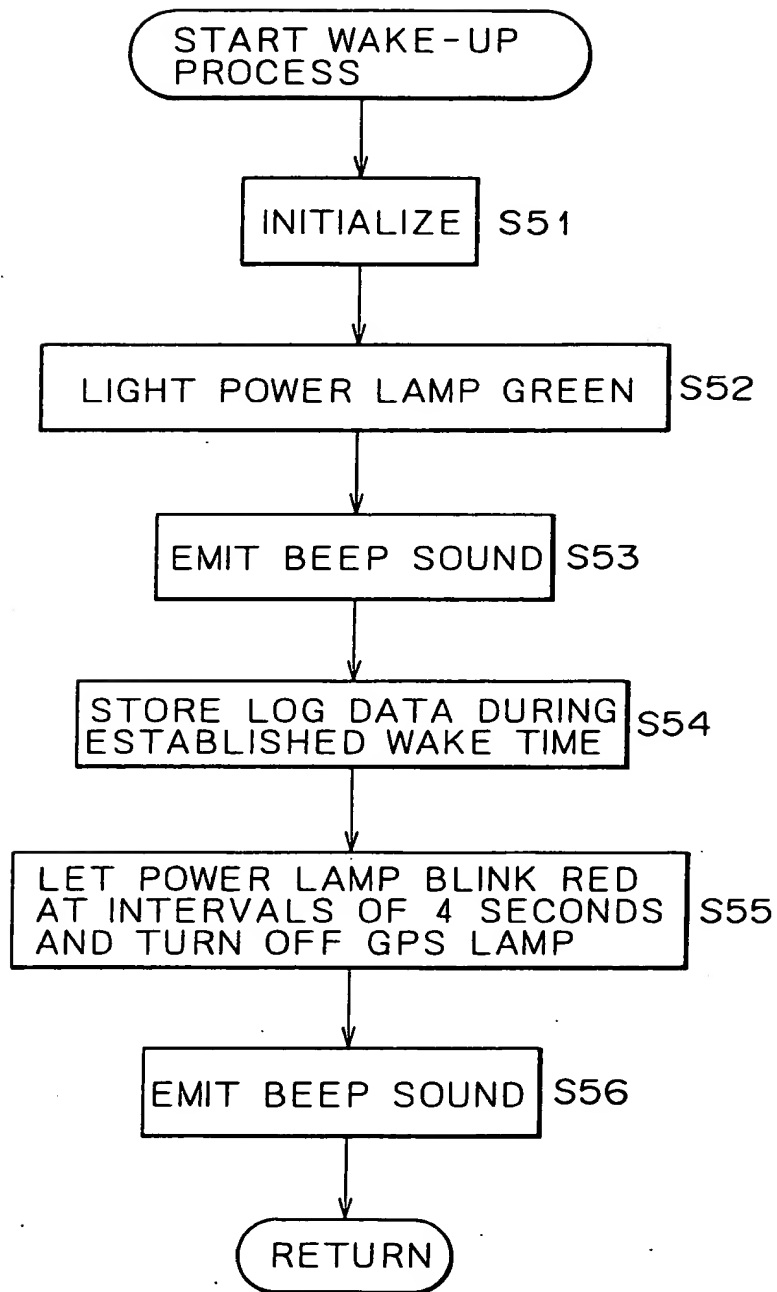 START WAKE-UP
PROCESS
INITIALIZE S51
LIGHT POWER LAMP GREEN S52
EMIT BEEP SOUND S53
STORE LOG DATA DURING
ESTABLISHED WAKE TIME S54
LET POWER LAMP BLINK RED
AT INTERVALS OF 4 SECONDS S55
AND TURN OFF GPS LAMP
EMIT BEEP SOUND S56
RETURN